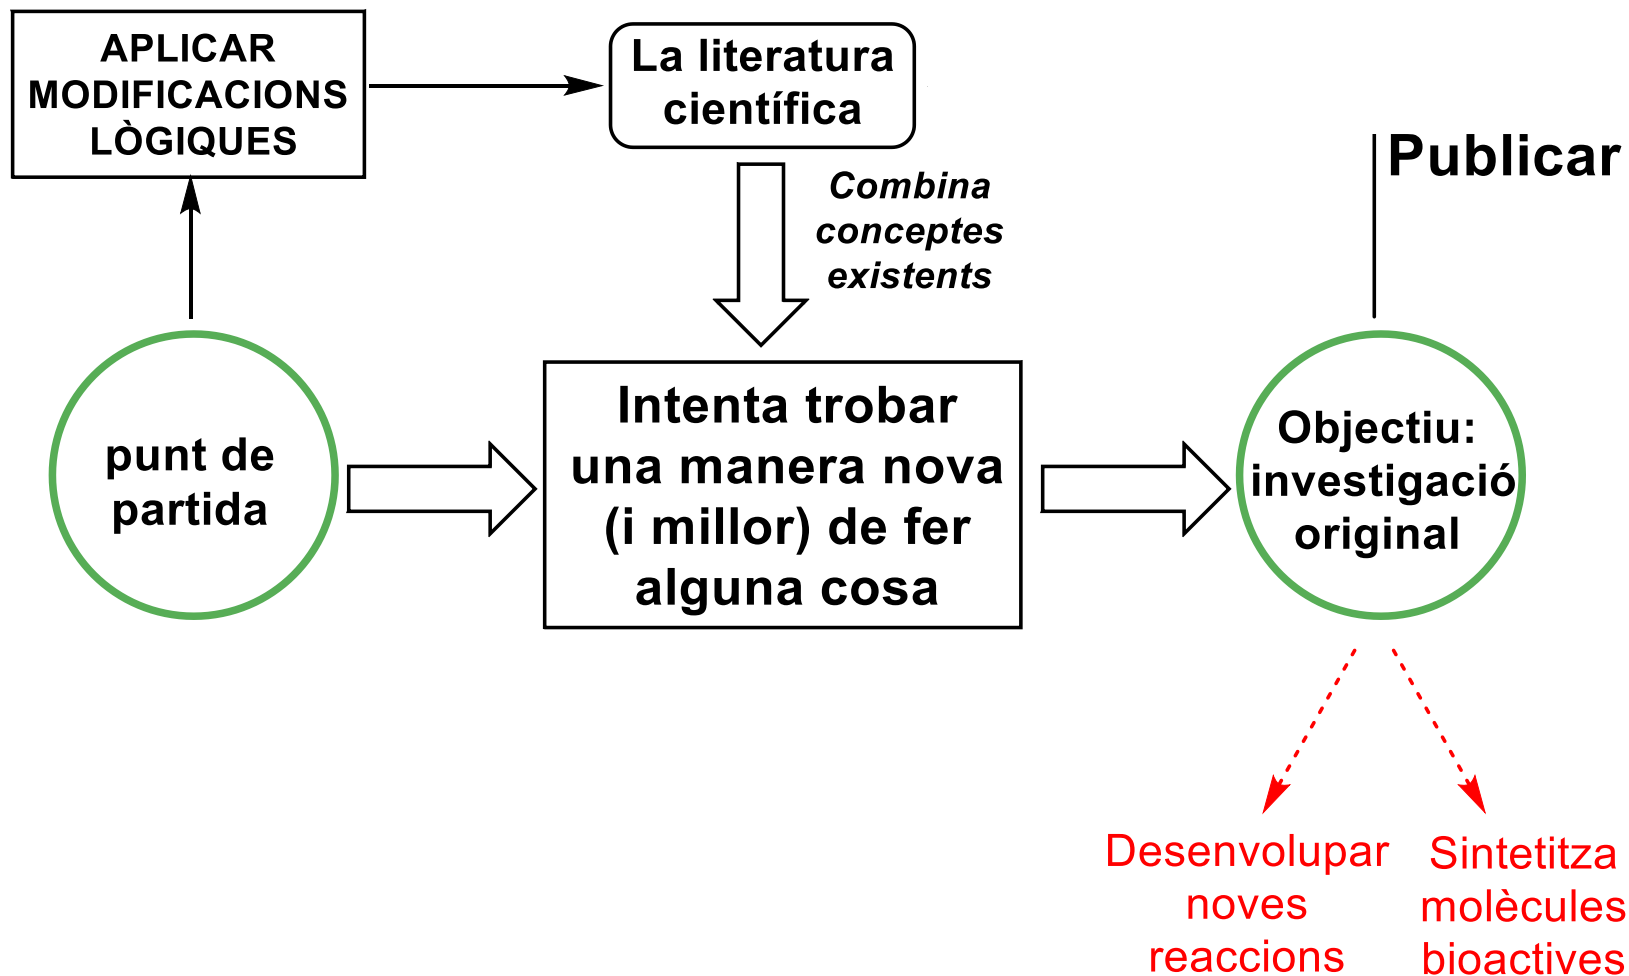 APLICAR
MODIFICACIONS
LÒGIQUES
La literatura
científica
Combina
conceptes
existents
Publicar
punt de
partida
Intenta trobar
una manera nova
(i millor) de fer
alguna cosa
Objectiu:
investigació
original
Desenvolupar
noves
reaccions
Sintetitza
molècules
bioactives